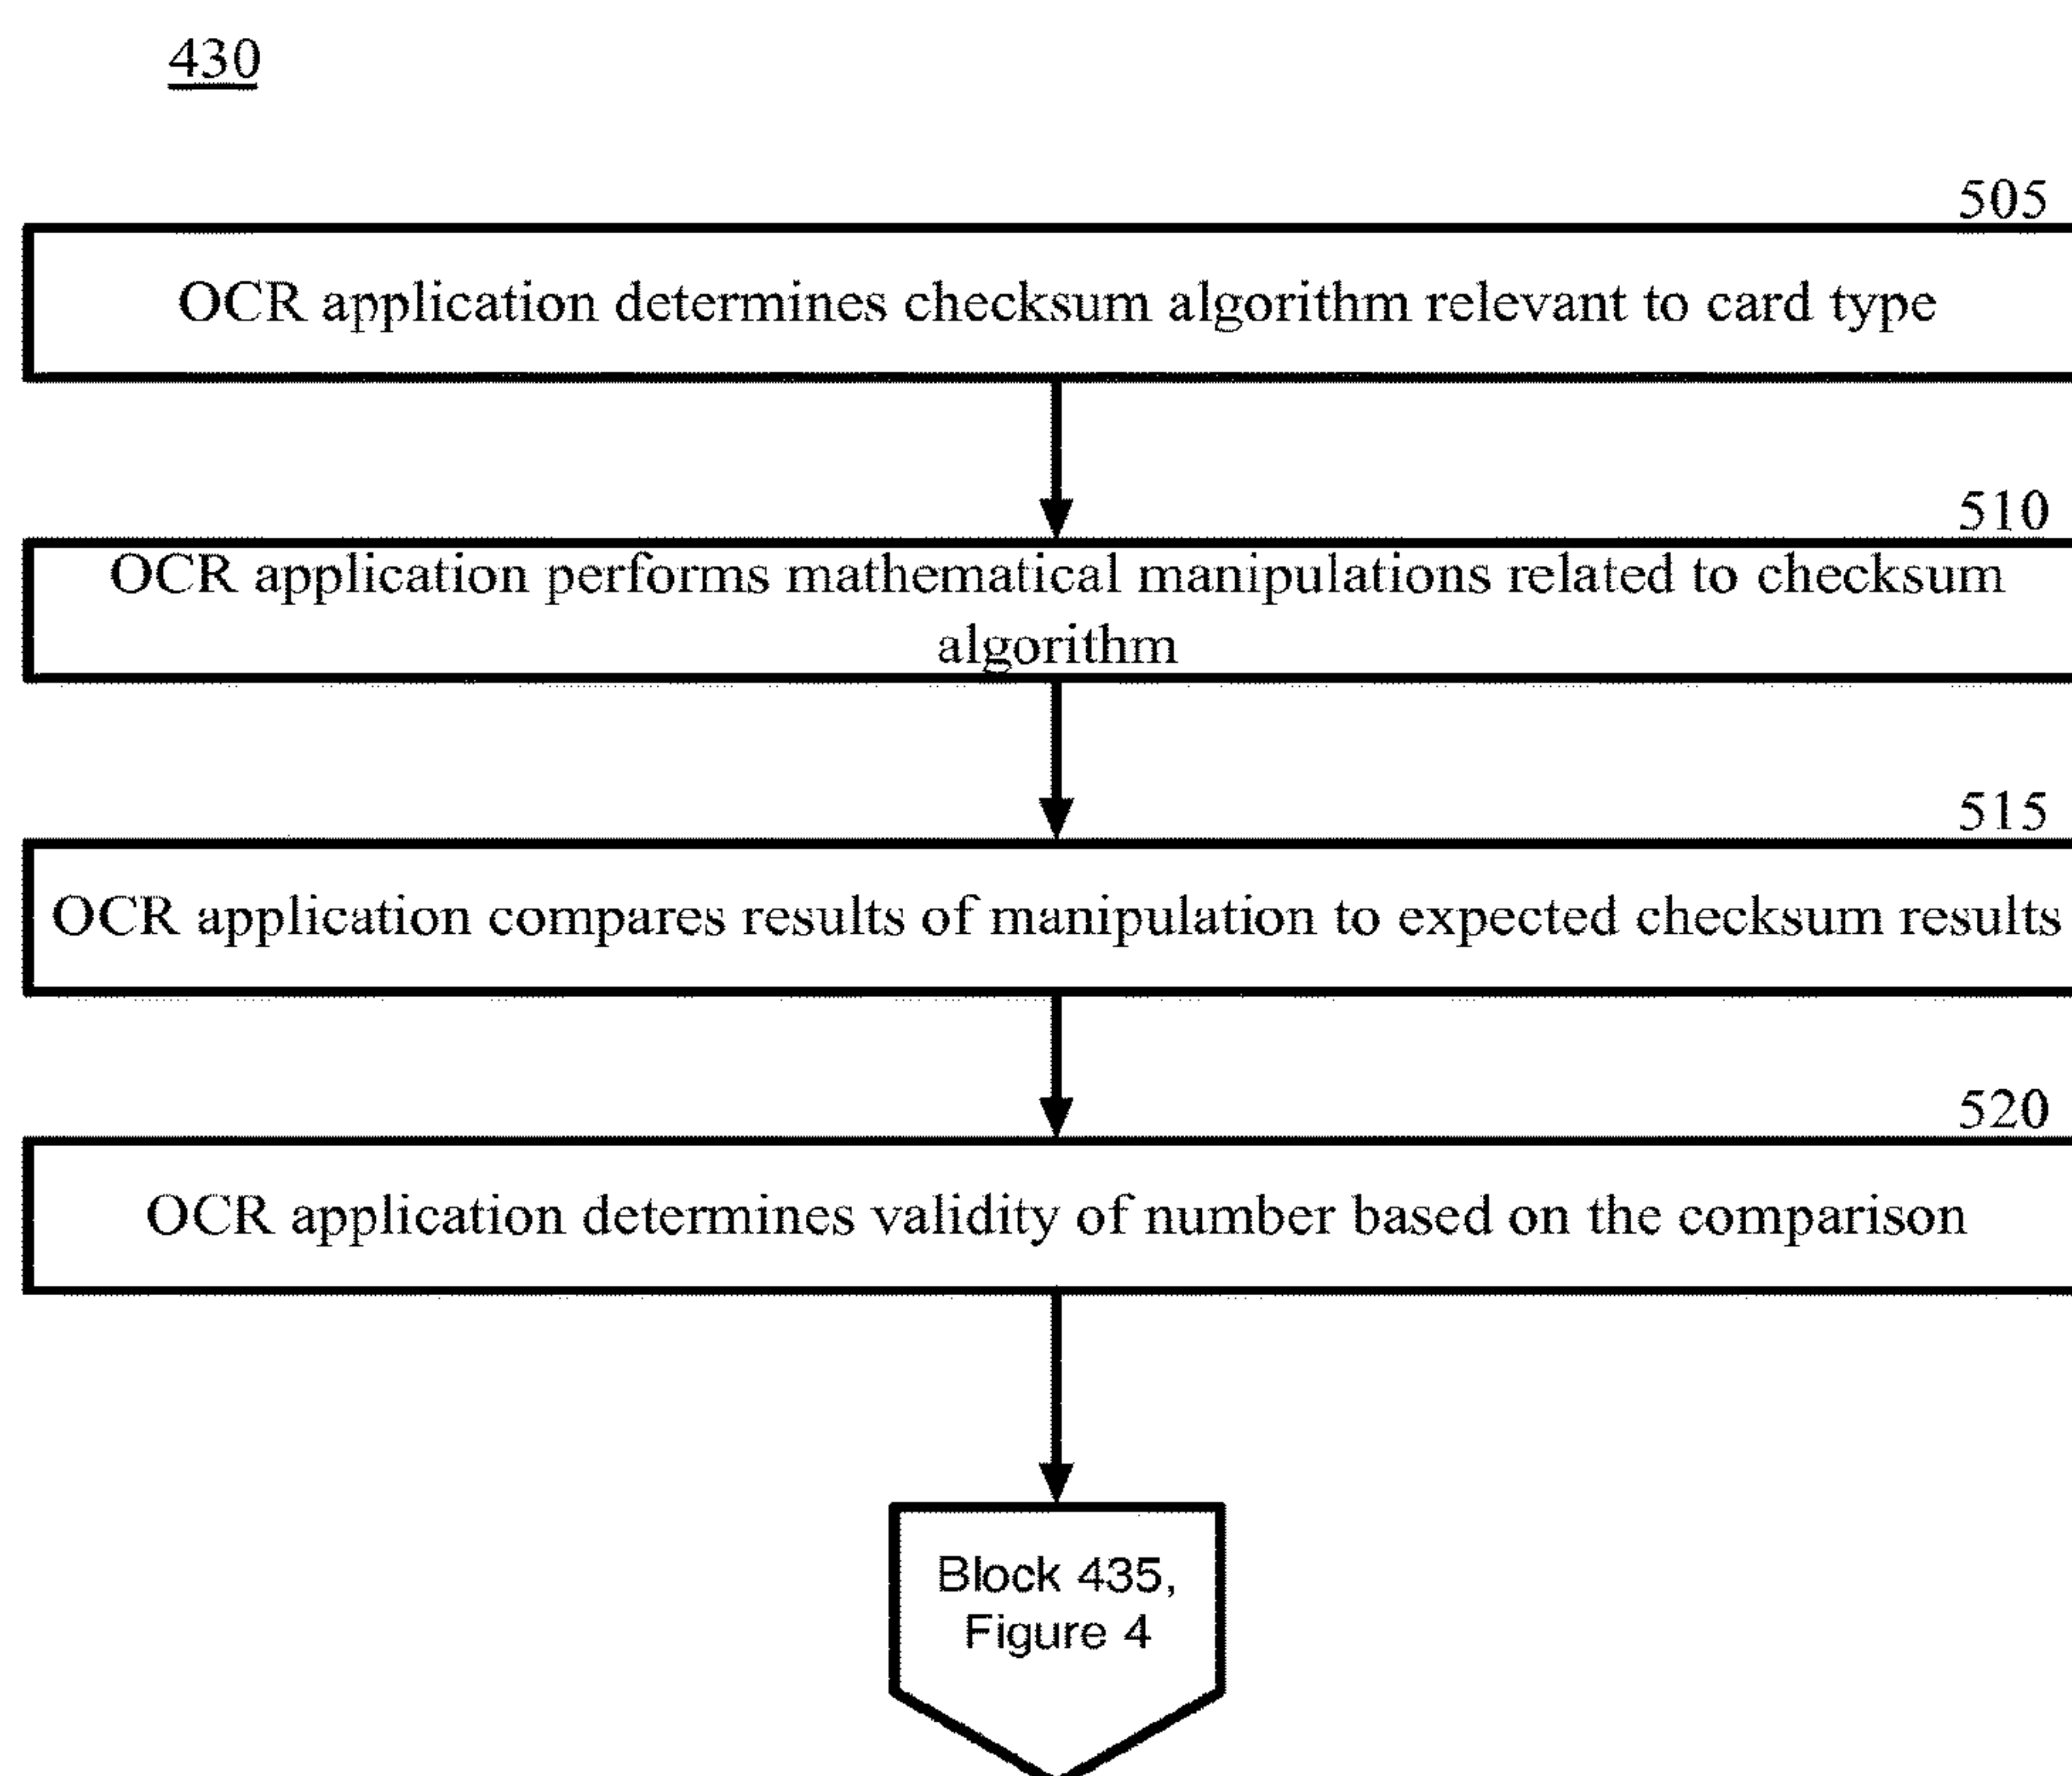 430
505
OCR application determines checksum algorithm relevant to card type
510
OCR application performs mathematical manipulations related to checksum
algorithm
515
OCR application compares results of manipulation to expected checksum results
520
OCR application determines validity of number based on the comparison
Block 435,
Figure 4